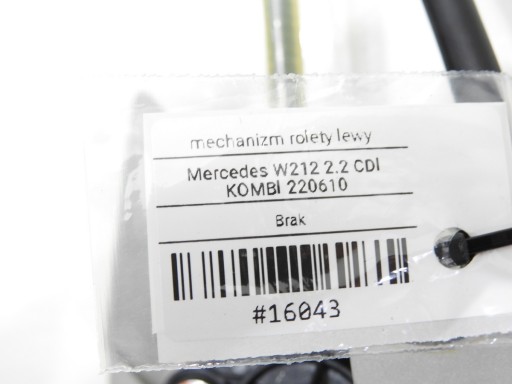 mechanizm rolety lewy
Mercedes W212 2.2 CDI
KOMBI 220610
Brak
#16043